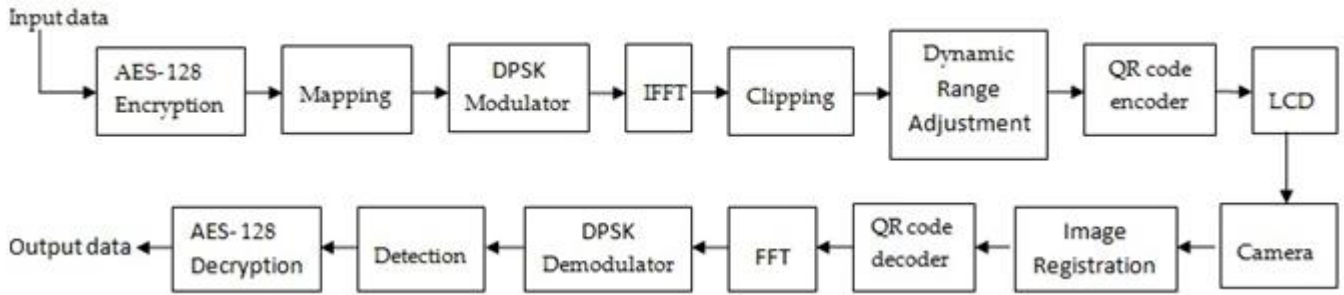 Input data
AES-128
Encryption
Mapping
DPSK
Modulator
IFFT
Clipping
Dynamic
Range
Adjustment
QR code
encoder
LCD
Camera
Image
Registration
QR code
decoder
FFT
DPSK
Demodulator
Detection
AES-128
Decryption
Output data